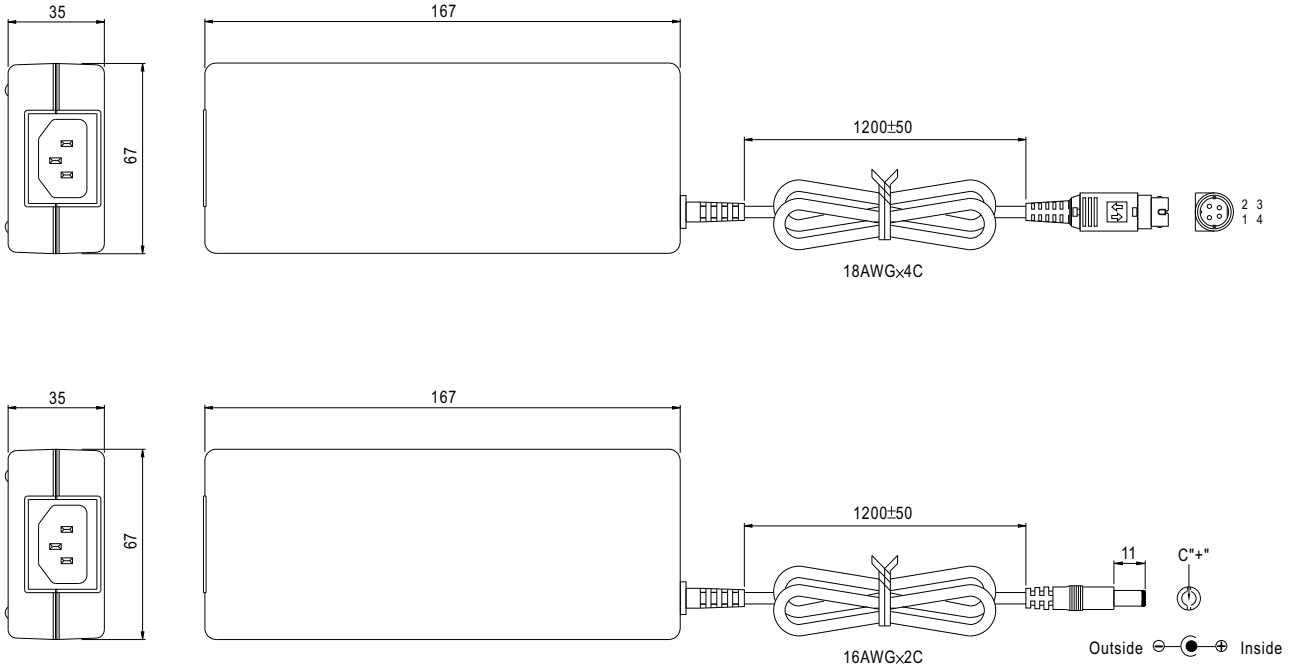 35
167
67
1200±50
2 3
1 4
18AWGx4C
35
167
67
1200±50
11
C"+"
16AWGx2C
Outside ⊖ ⊕ Inside